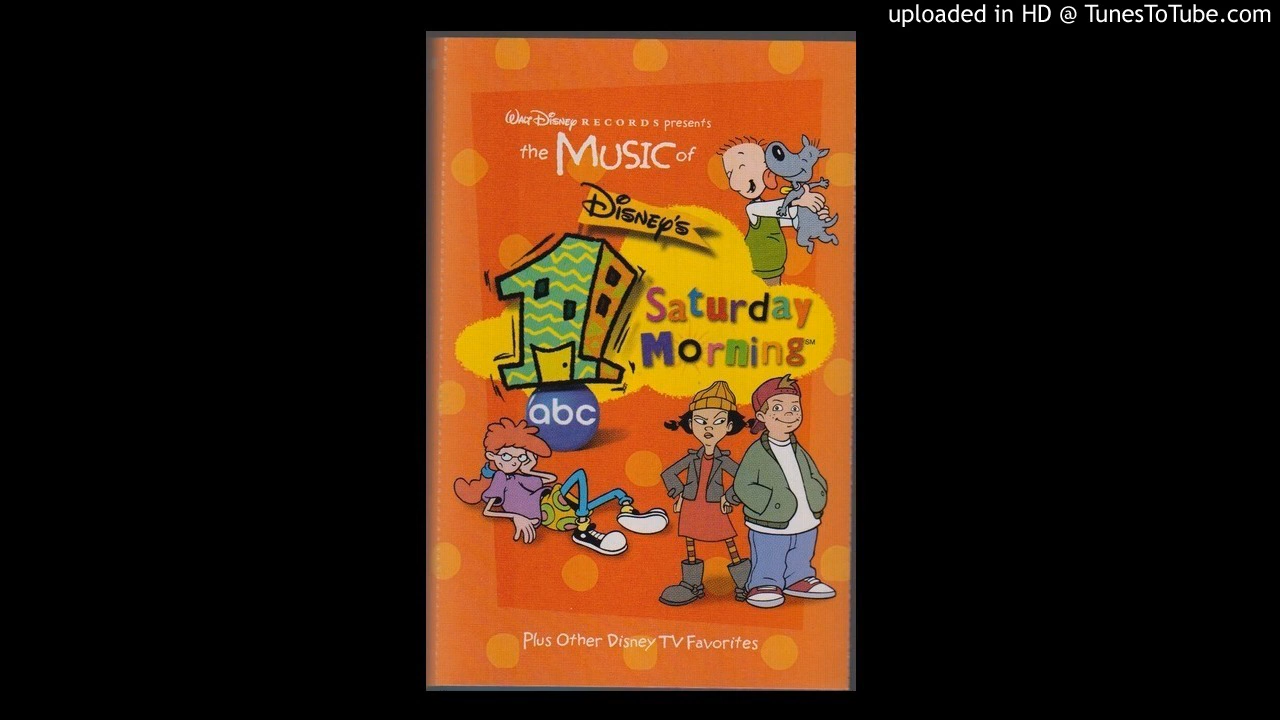 uploaded in HD @ TunesToTube.com
Walt Disney RECORDS presents
the MUSIC of
Disney's
1
Saturday
Morning SM
abc
Plus Other Disney TV Favorites